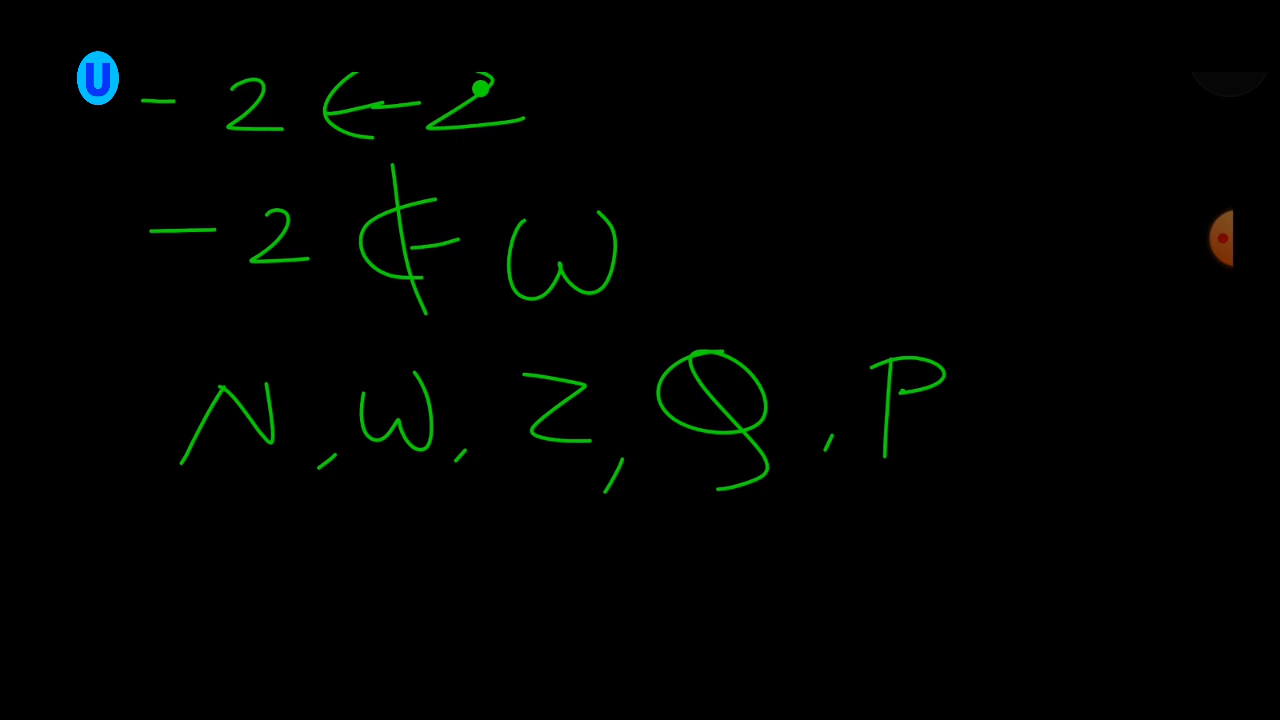 U
- 2 ∈ Z
- 2 ∉ W
N, W, Z, Q, P